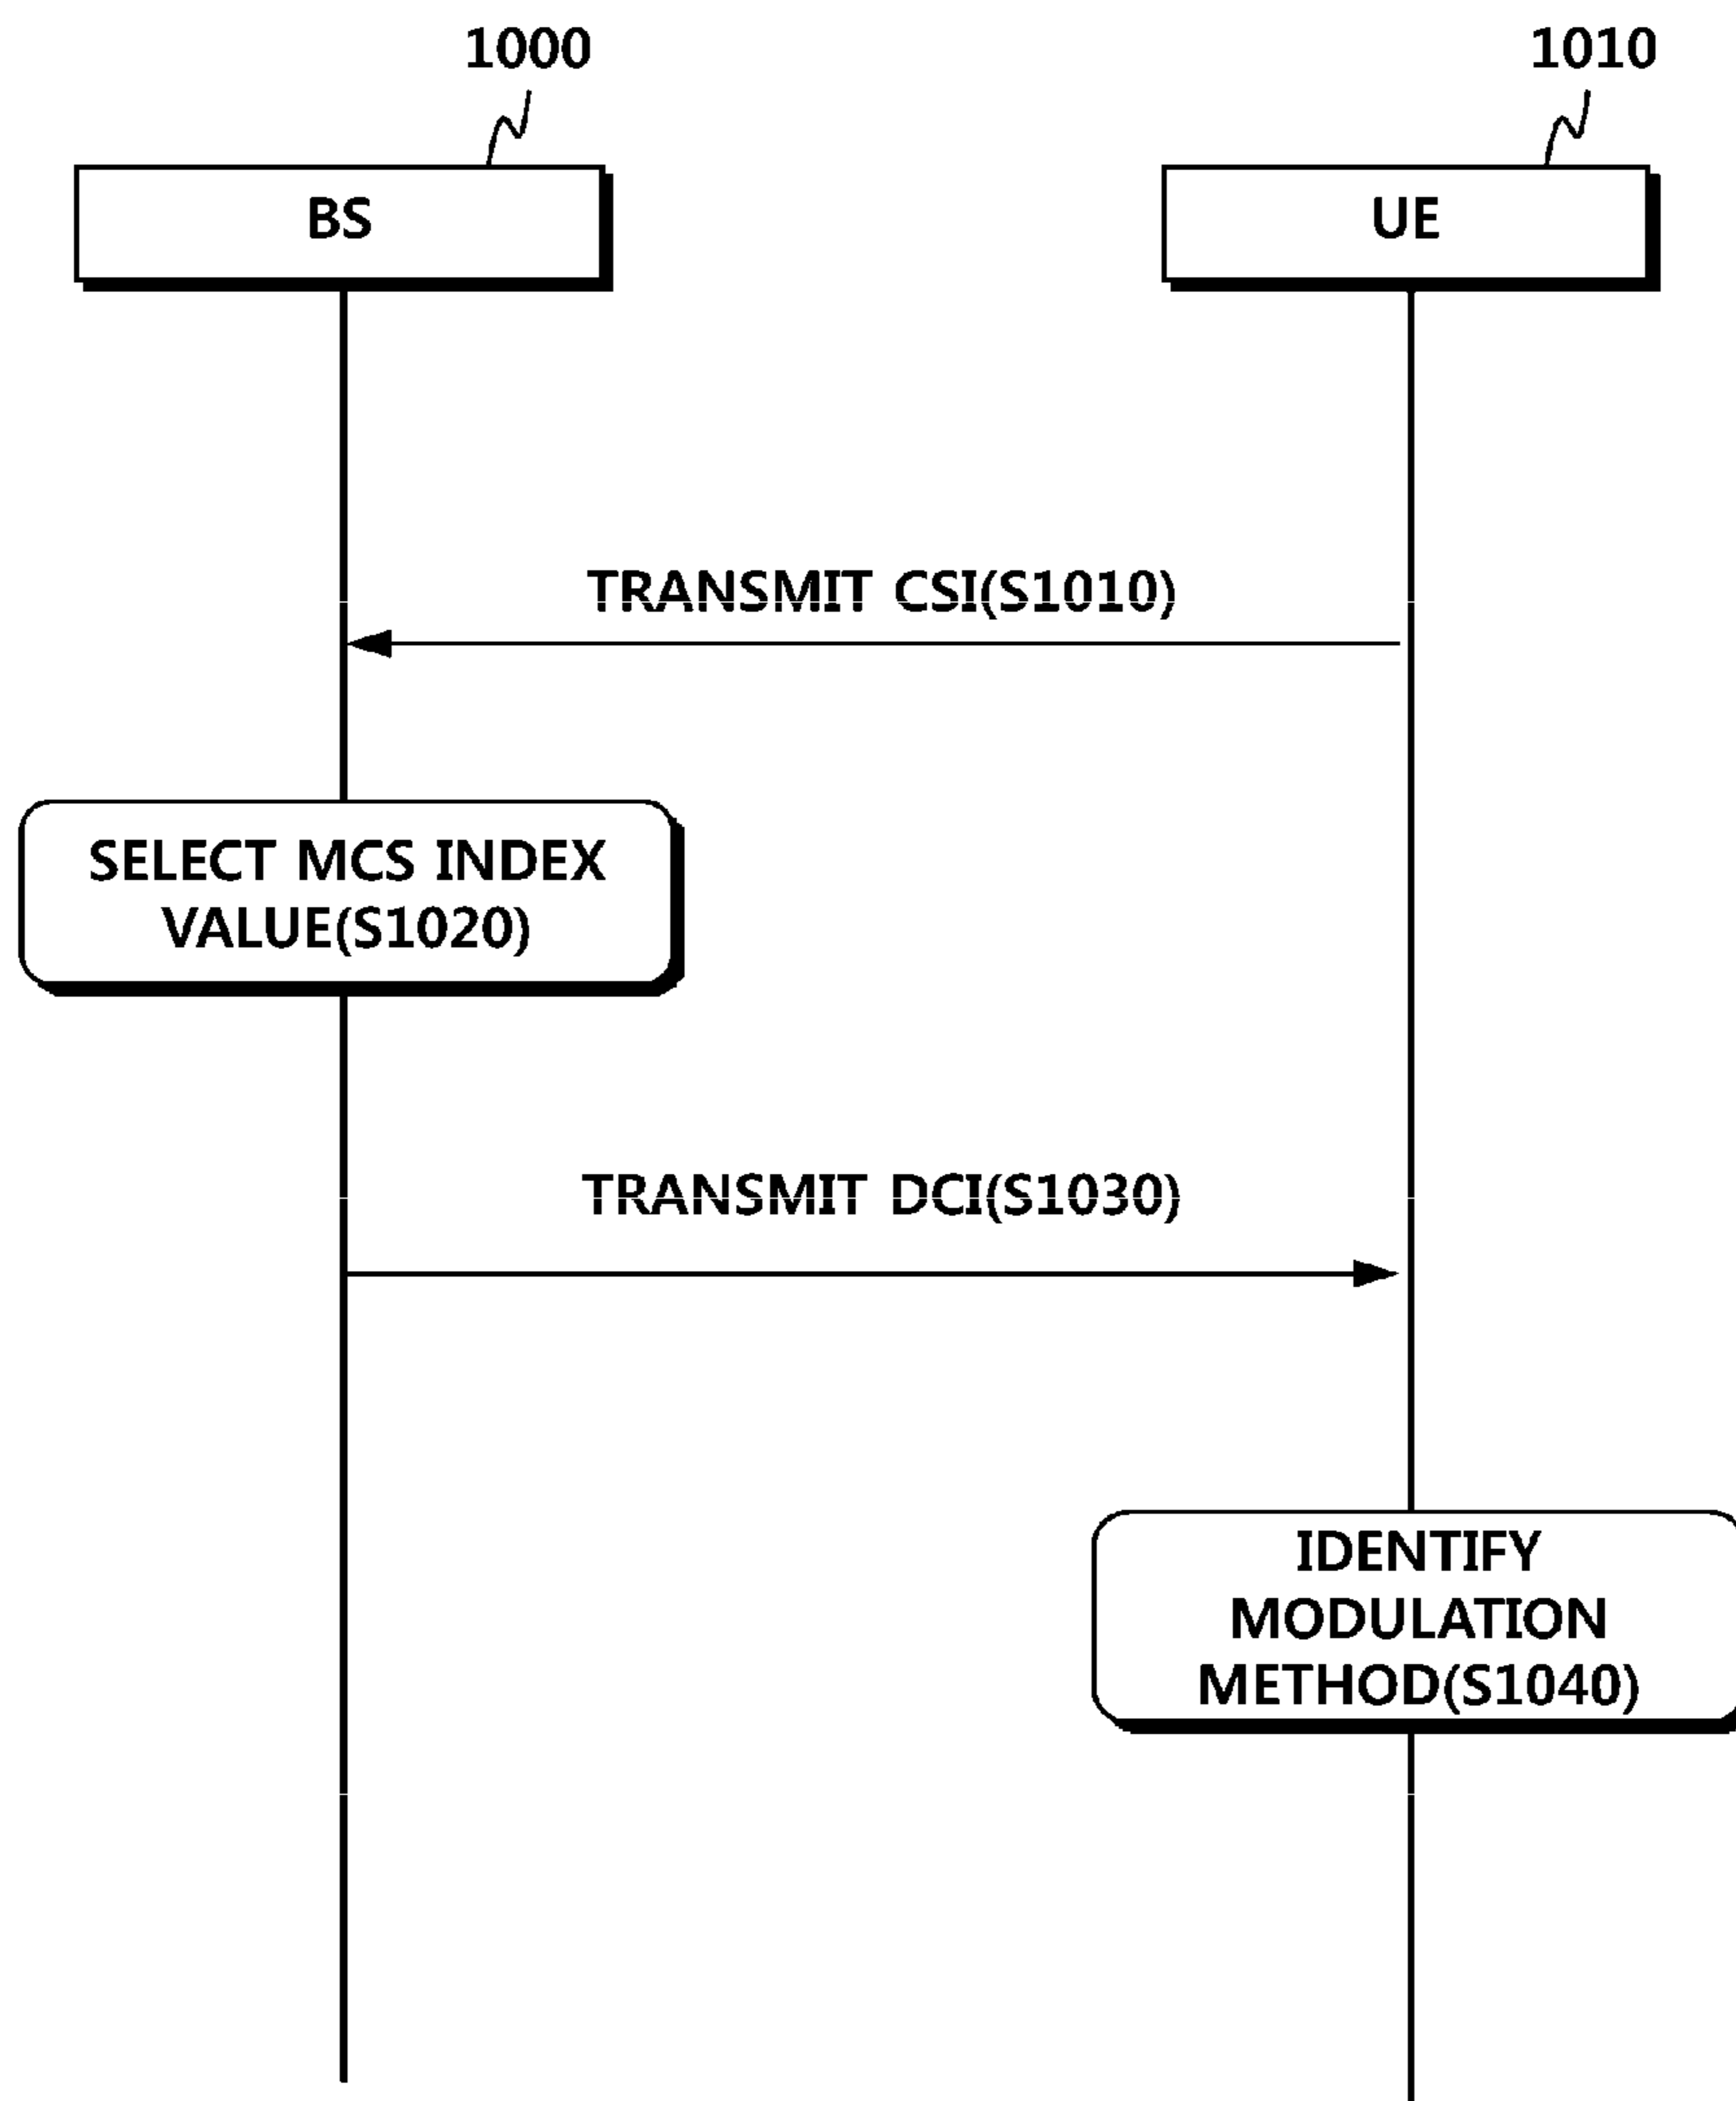 1000
1010
BS
UE
TRANSMIT CSI(S1010)
SELECT MCS INDEX
VALUE(S1020)
TRANSMIT DCI(S1030)
IDENTIFY
MODULATION
METHOD(S1040)